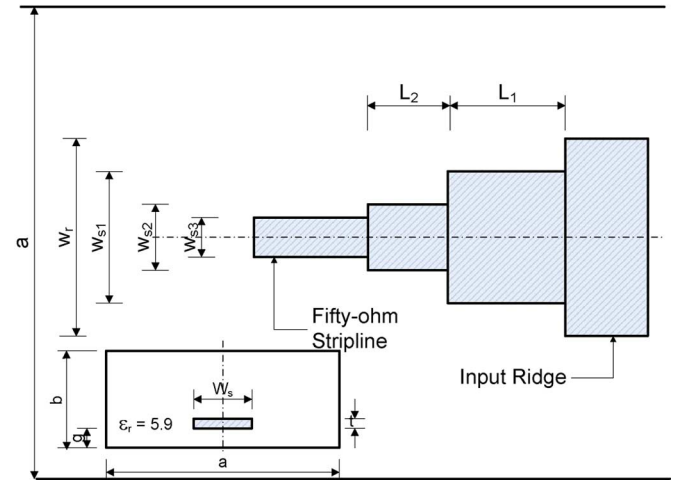 L2
L1
a
wr
ws1
ws2
ws3
Fifty-ohm
Stripline
Input Ridge
b
g
Ws
εr = 5.9
t
a